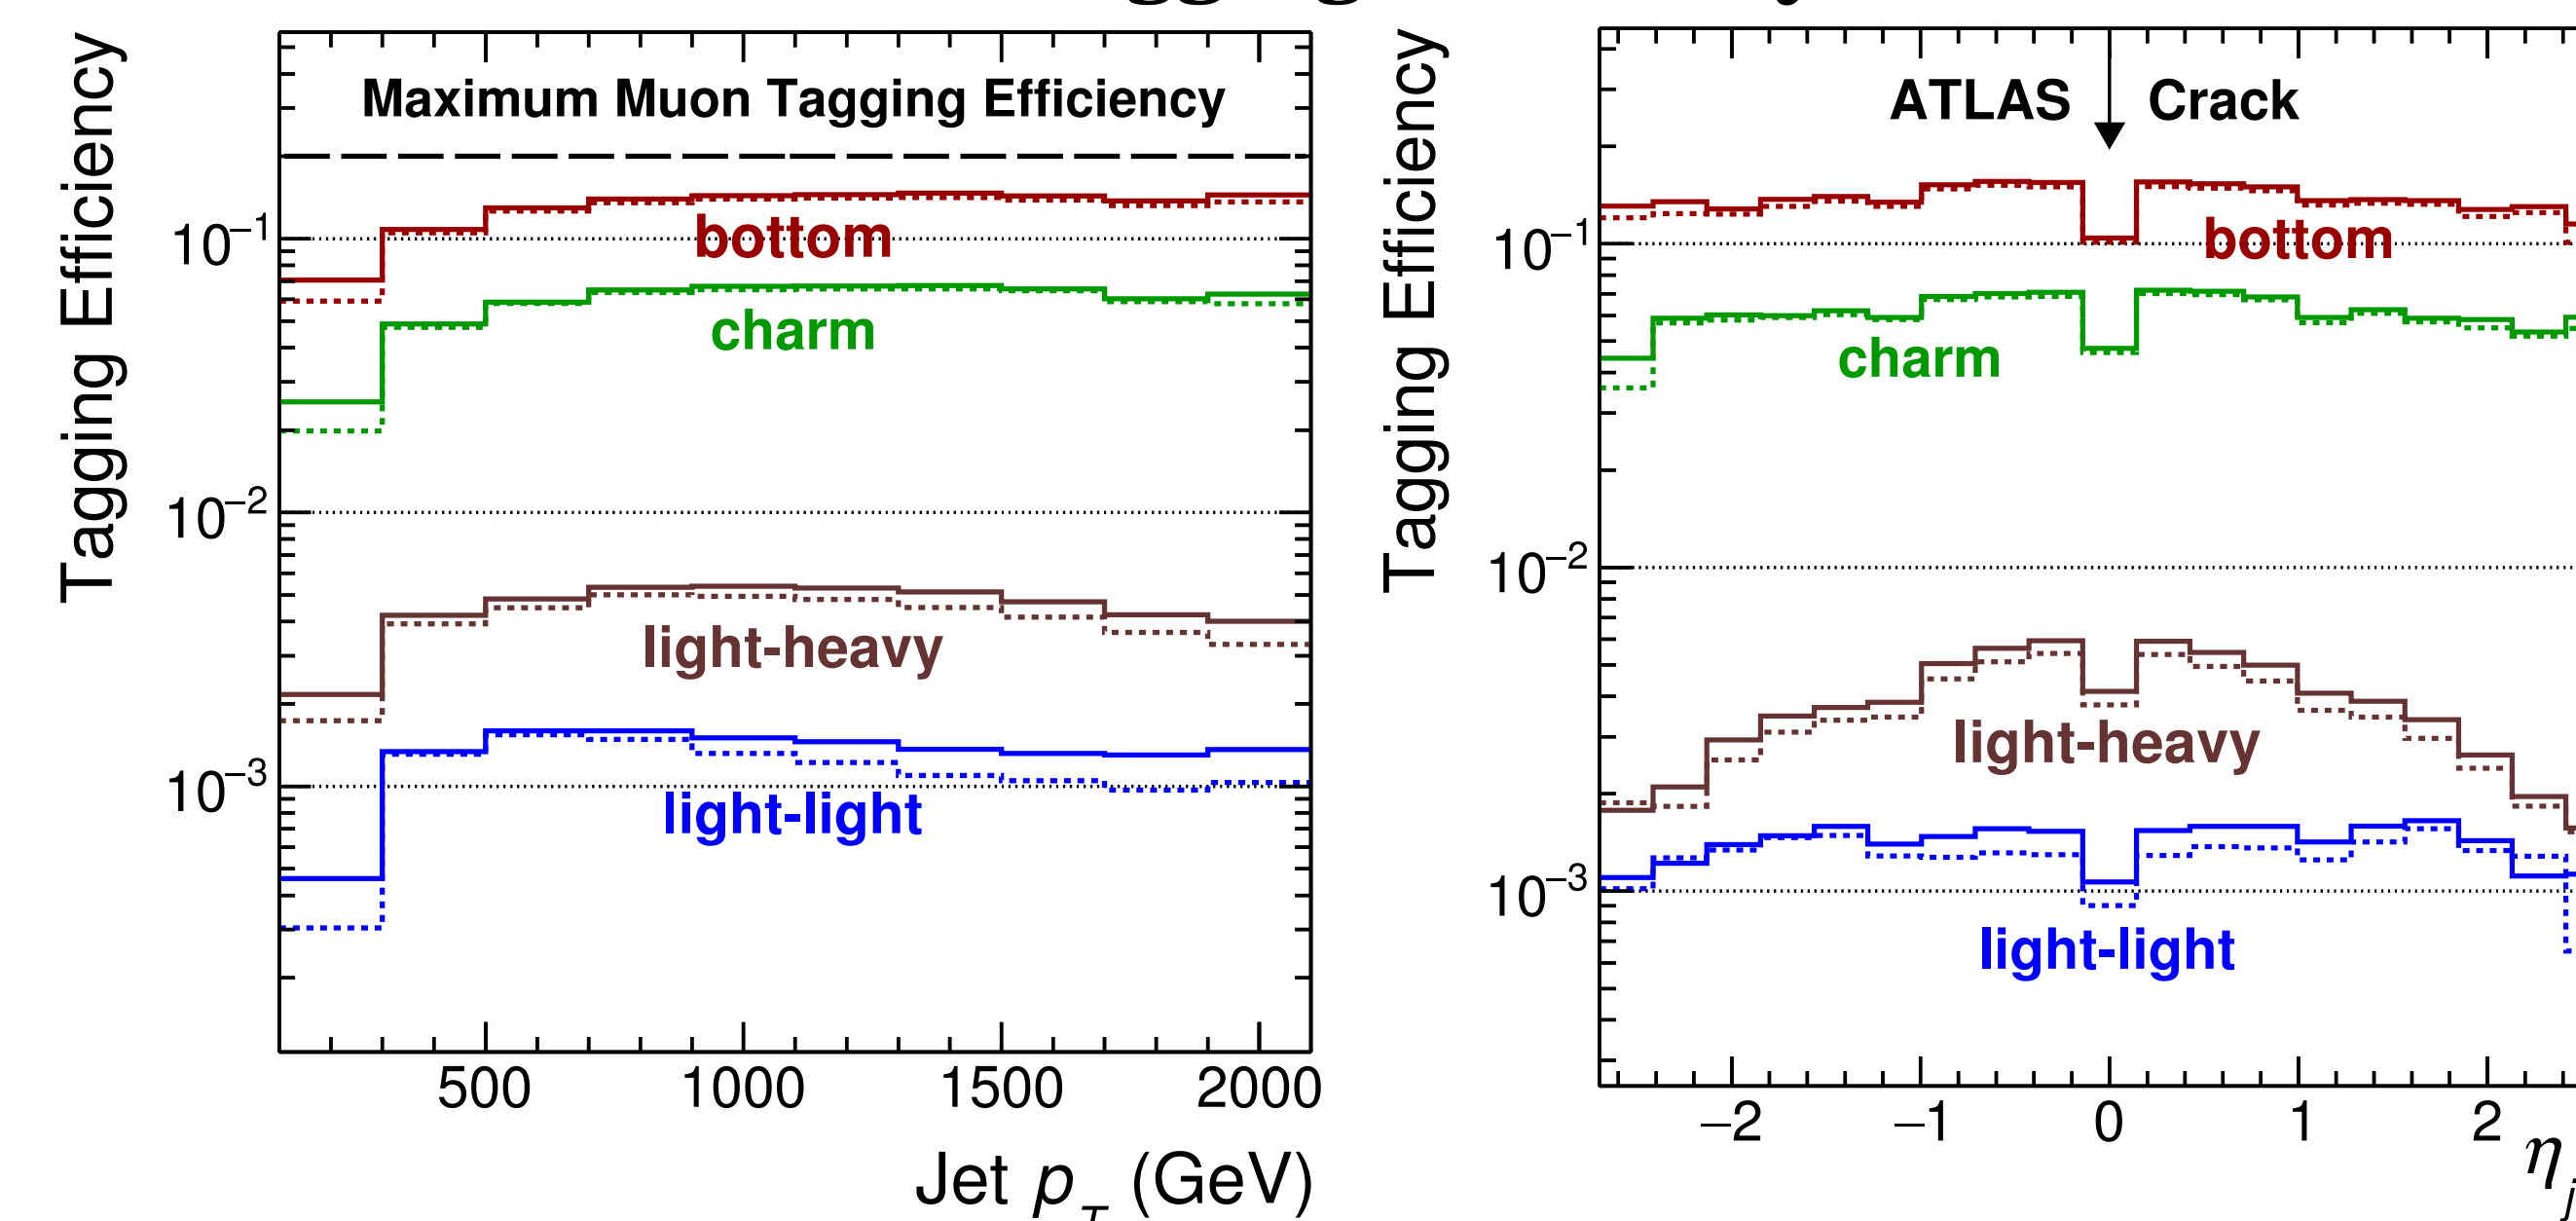 Tagging Efficiency
Maximum Muon Tagging Efficiency
bottom
charm
light-heavy
light-light
10⁻¹
10⁻²
10⁻³
500 1000 1500 2000
Jet p_T (GeV)
Tagging Efficiency
ATLAS Crack
bottom
charm
light-heavy
light-light
10⁻¹
10⁻²
10⁻³
−2 −1 0 1 2
η_j